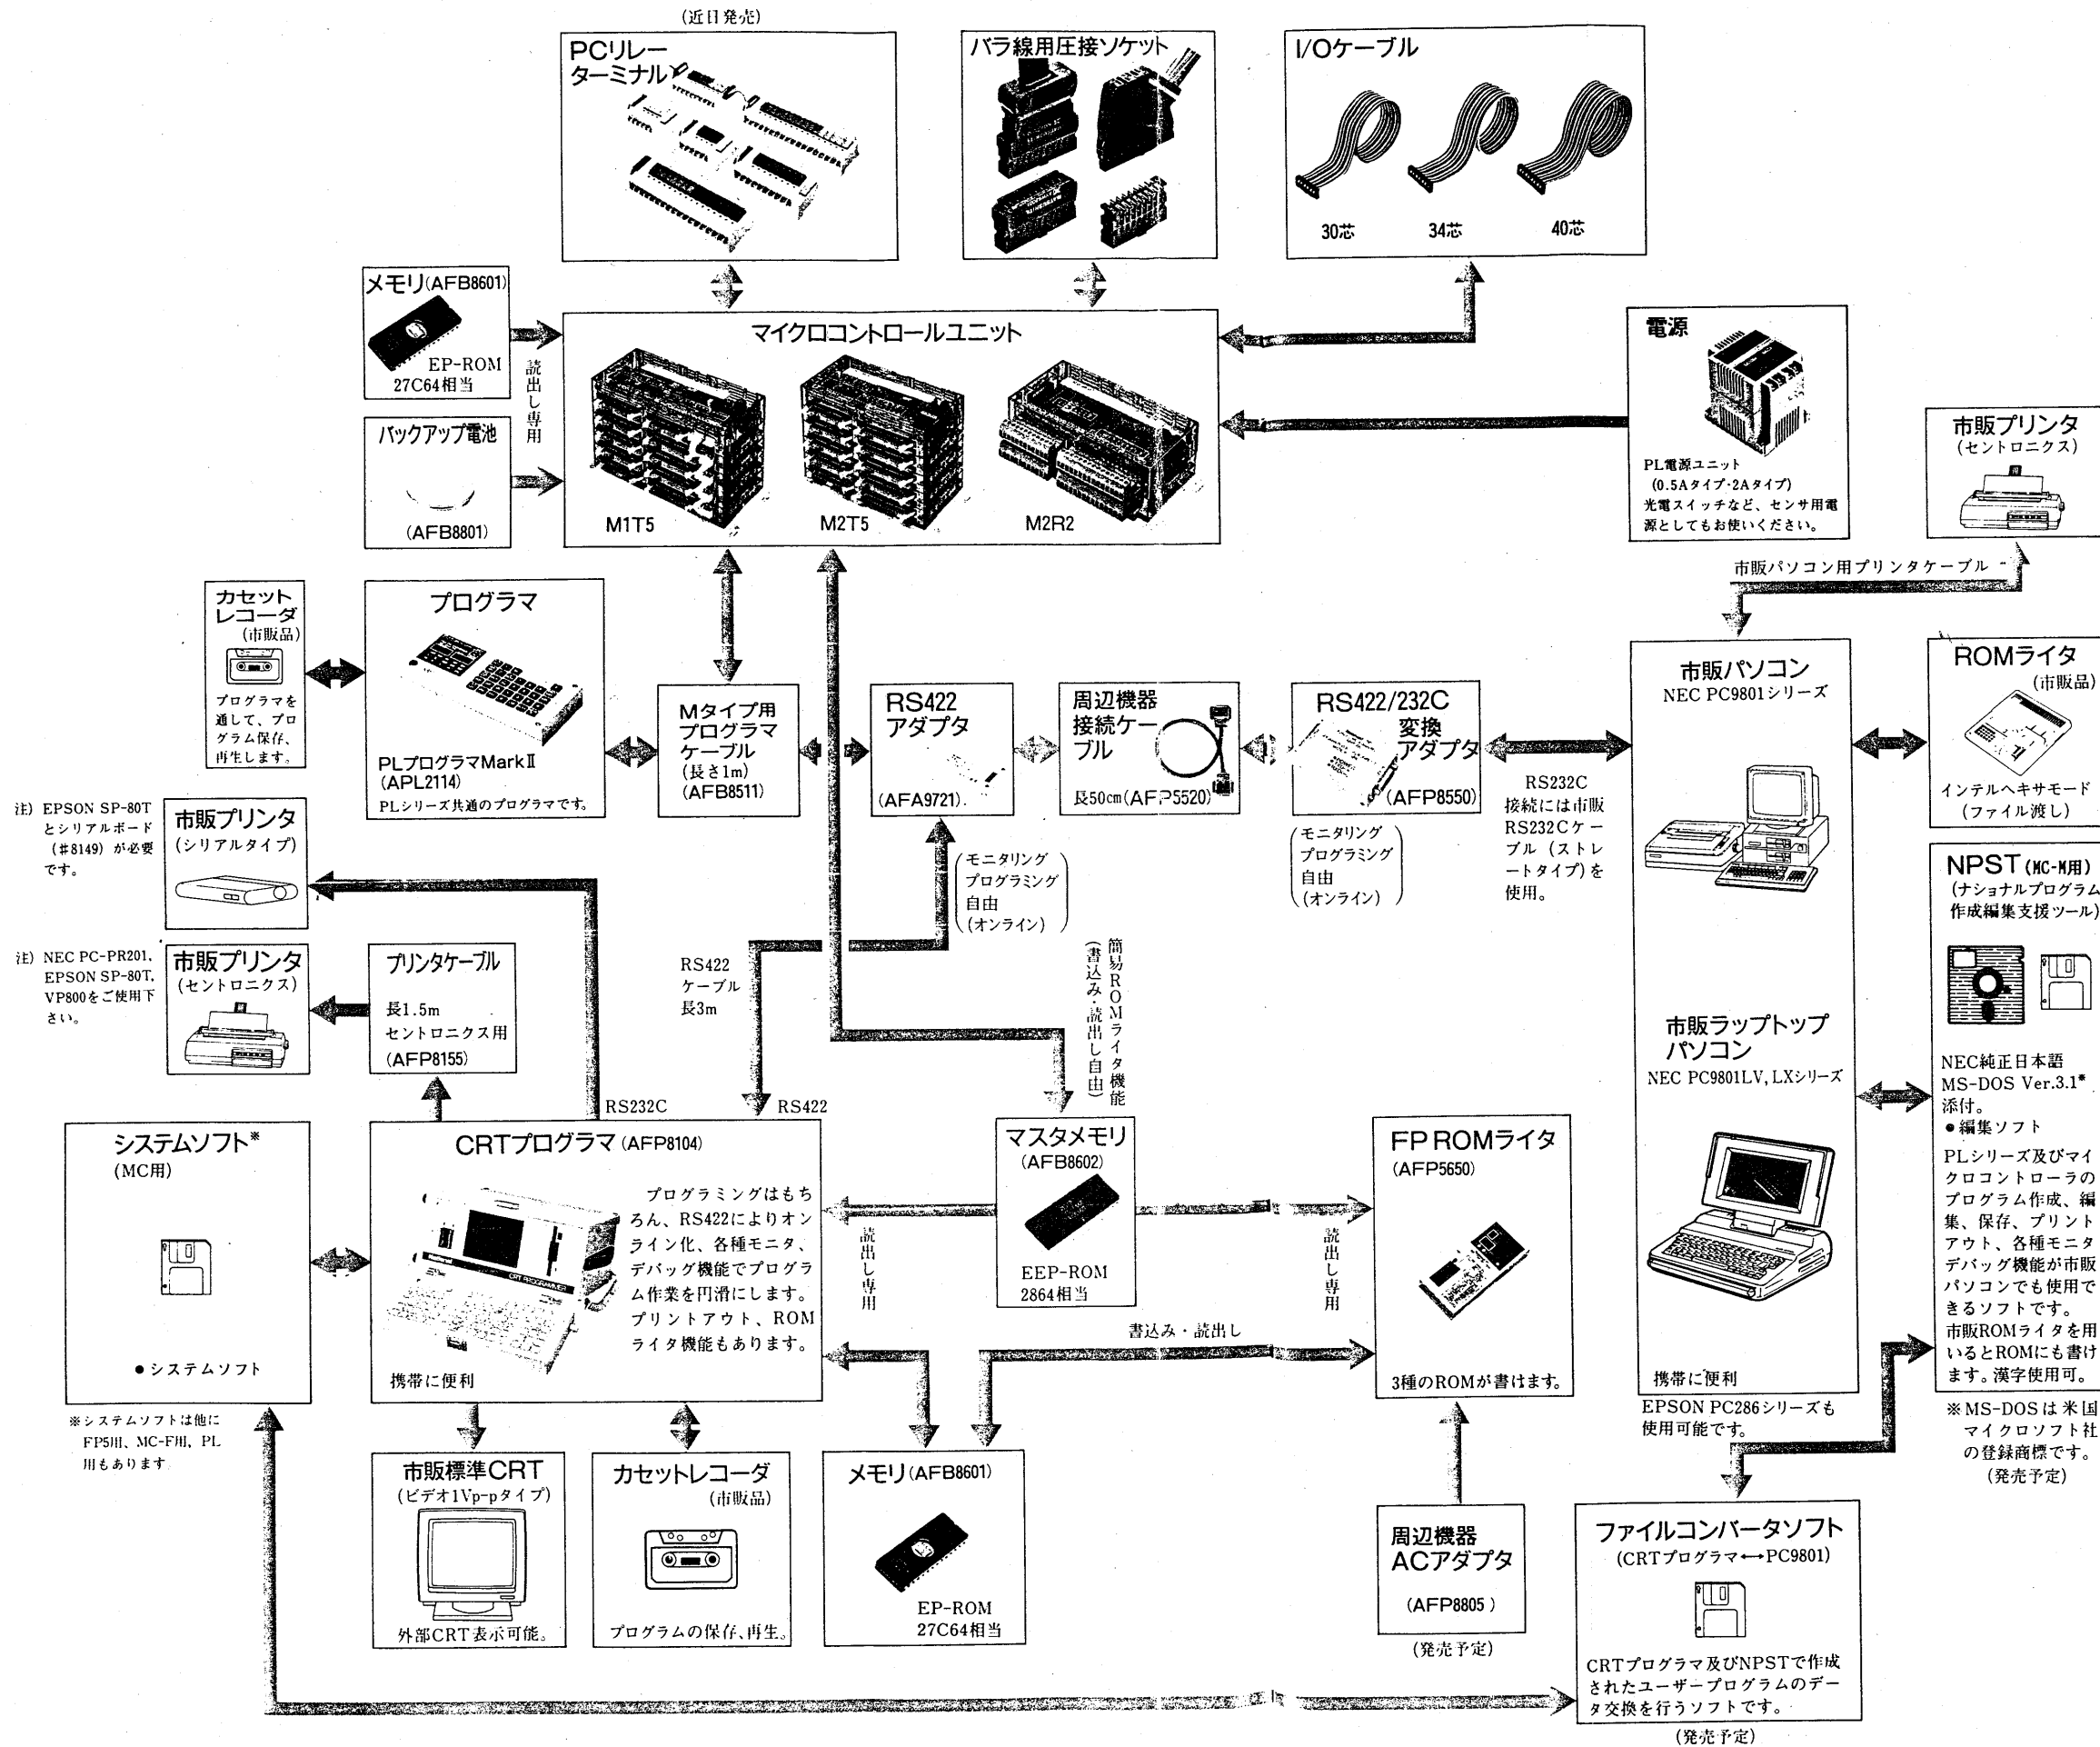 (近日発売)
PCリレー
ターミナル
バラ線用圧接ソケット
I/Oケーブル
30芯
34芯
40芯
メモリ(AFB8601)
EP-ROM
27C64相当
読出し専用
バックアップ電池
(AFB8801)
マイクロコントロールユニット
M1T5
M2T5
M2R2
電源
PL電源ユニット
(0.5Aタイプ・2Aタイプ)
光電スイッチなど、センサ用電
源としてもお使いください。
市販プリンタ
(セントロニクス)
市販パソコン用プリンタケーブル
カセット
レコーダ
(市販品)
プログラマを
通して、プロ
グラム保存、
再生します。
プログラマ
PLプログラマMarkⅡ
(APL2114)
PLシリーズ共通のプログラマです。
Mタイプ用
プログラマ
ケーブル
(長さ1m)
(AFB8511)
RS422
アダプタ
(AFA9721)
周辺機器
接続ケー
ブル
長50cm(AFP5520)
RS422/232C
変換
アダプタ
(AFP8550)
RS232C
接続には市販
RS232Cケー
ブル(ストレ
ートタイプ)を
使用。
(モニタリング
プログラミング
自由
(オンライン))
(モニタリング
プログラミング
自由
(オンライン))
市販パソコン
NEC PC9801シリーズ
市販ラップトップ
パソコン
NEC PC9801LV, LXシリーズ
携帯に便利
EPSON PC286シリーズも
使用可能です。
ROMライタ
(市販品)
インテルヘキサモード
(ファイル渡し)
NPST(MC-M用)
(ナショナルプログラム
作成編集支援ツール)
NEC純正日本語
MS-DOS Ver.3.1*
添付。
●編集ソフト
PLシリーズ及びマイ
クロコントローラの
プログラム作成、編
集、保存、プリント
アウト、各種モニタ
デバッグ機能が市販
パソコンでも使用で
きるソフトです。
市販ROMライタを用
いるとROMにも書け
ます。漢字使用可。
※MS-DOSは米国
マイクロソフト社
の登録商標です。
(発売予定)
注) EPSON SP-80T
とシリアルボード
(#8149)が必要
です。
市販プリンタ
(シリアルタイプ)
注) NEC PC-PR201,
EPSON SP-80T,
VP800をご使用下
さい。
市販プリンタ
(セントロニクス)
プリンタケーブル
長1.5m
セントロニクス用
(AFP8155)
RS422
ケーブル
長3m
簡易ROMライタ機能
(書込み・読出し自由)
RS232C
RS422
システムソフト※
(MC用)
●システムソフト
※システムソフトは他に
FP5用、MC-F用、PL
用もあります
CRTプログラマ(AFP8104)
プログラミングはもち
ろん、RS422によりオン
ライン化、各種モニタ、
デバッグ機能でプログラ
ム作業を円滑にします。
プリントアウト、ROM
ライタ機能もあります。
CRT PROGRAMMER
携帯に便利
読出し専用
マスタメモリ
(AFB8602)
EEP-ROM
2864相当
読出し専用
書込み・読出し
FP ROMライタ
(AFP5650)
3種のROMが書けます。
市販標準CRT
(ビデオ1Vp-pタイプ)
外部CRT表示可能。
カセットレコーダ
(市販品)
プログラムの保存、再生。
メモリ(AFB8601)
EP-ROM
27C64相当
周辺機器
ACアダプタ
(AFP8805)
(発売予定)
ファイルコンバータソフト
(CRTプログラマ↔PC9801)
CRTプログラマ及びNPSTで作成
されたユーザープログラムのデー
タ交換を行うソフトです。
(発売予定)